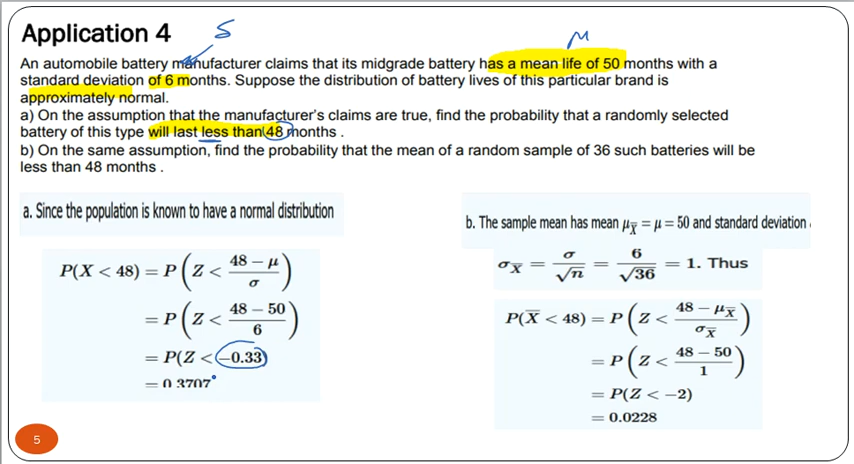 Application 4
S
M
An automobile battery manufacturer claims that its midgrade battery has a mean life of 50 months with a
standard deviation of 6 months. Suppose the distribution of battery lives of this particular brand is
approximately normal.
a) On the assumption that the manufacturer's claims are true, find the probability that a randomly selected
battery of this type will last less than 48 months .
b) On the same assumption, find the probability that the mean of a random sample of 36 such batteries will be
less than 48 months .
a. Since the population is known to have a normal distribution
P(X < 48) = P(Z < (48 − μ)/σ)
= P(Z < (48 − 50)/6)
= P(Z < −0.33)
= 0.3707
b. The sample mean has mean μ_X̅ = μ = 50 and standard deviation
σ_X̅ = σ/√n = 6/√36 = 1. Thus
P(X̅ < 48) = P(Z < (48 − μ_X̅)/σ_X̅)
= P(Z < (48 − 50)/1)
= P(Z < −2)
= 0.0228
5